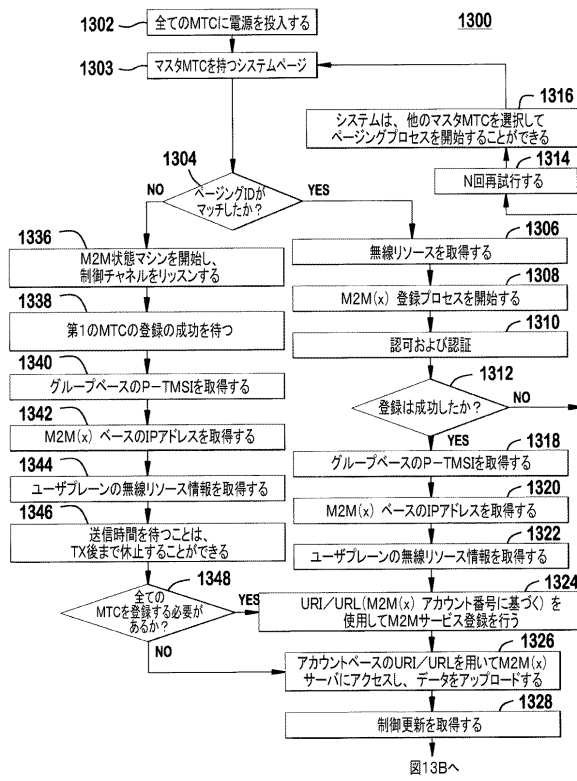 1300
1302
全てのMTCに電源を投入する
1303
マスタMTCを持つシステムページ
1316
システムは、他のマスタMTCを選択して
ページングプロセスを開始することができる
1314
N回再試行する
1304
ページングIDが
マッチしたか？
NO
YES
1336
M2M状態マシンを開始し、
制御チャネルをリッスンする
1338
第1のMTCの登録の成功を待つ
1340
グループベースのP-TMSIを取得する
1342
M2M(x) ベースのIPアドレスを取得する
1344
ユーザプレーンの無線リソース情報を取得する
1346
送信時間を待つことは、
TX後まで休止することができる
1348
全ての
MTCを登録する必要が
あるか？
YES
NO
1306
無線リソースを取得する
1308
M2M(x) 登録プロセスを開始する
1310
認可および認証
1312
登録は成功したか？
NO
YES
1318
グループベースのP-TMSIを取得する
1320
M2M(x) ベースのIPアドレスを取得する
1322
ユーザプレーンの無線リソース情報を取得する
1324
URI／URL(M2M(x) アカウント番号に基づく) を
使用してM2Mサービス登録を行う
1326
アカウントベースのURI／URLを用いてM2M(x)
サーバにアクセスし、データをアップロードする
1328
制御更新を取得する
図13Bへ